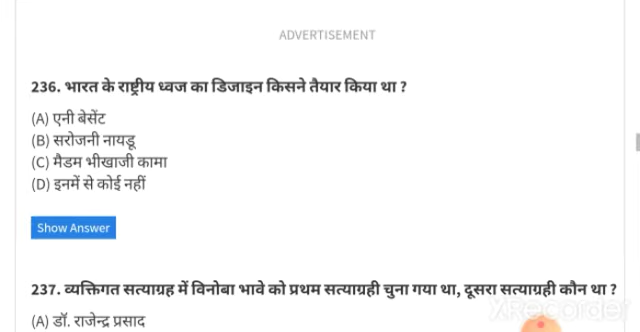 ADVERTISEMENT
236. भारत के राष्ट्रीय ध्वज का डिजाइन किसने तैयार किया था ?
(A) एनी बेसेंट
(B) सरोजनी नायडू
(C) मैडम भीखाजी कामा
(D) इनमें से कोई नहीं
Show Answer
237. व्यक्तिगत सत्याग्रह में विनोबा भावे को प्रथम सत्याग्रही चुना गया था, दूसरा सत्याग्रही कौन था ?
(A) डॉ. राजेन्द्र प्रसाद
XRecorder